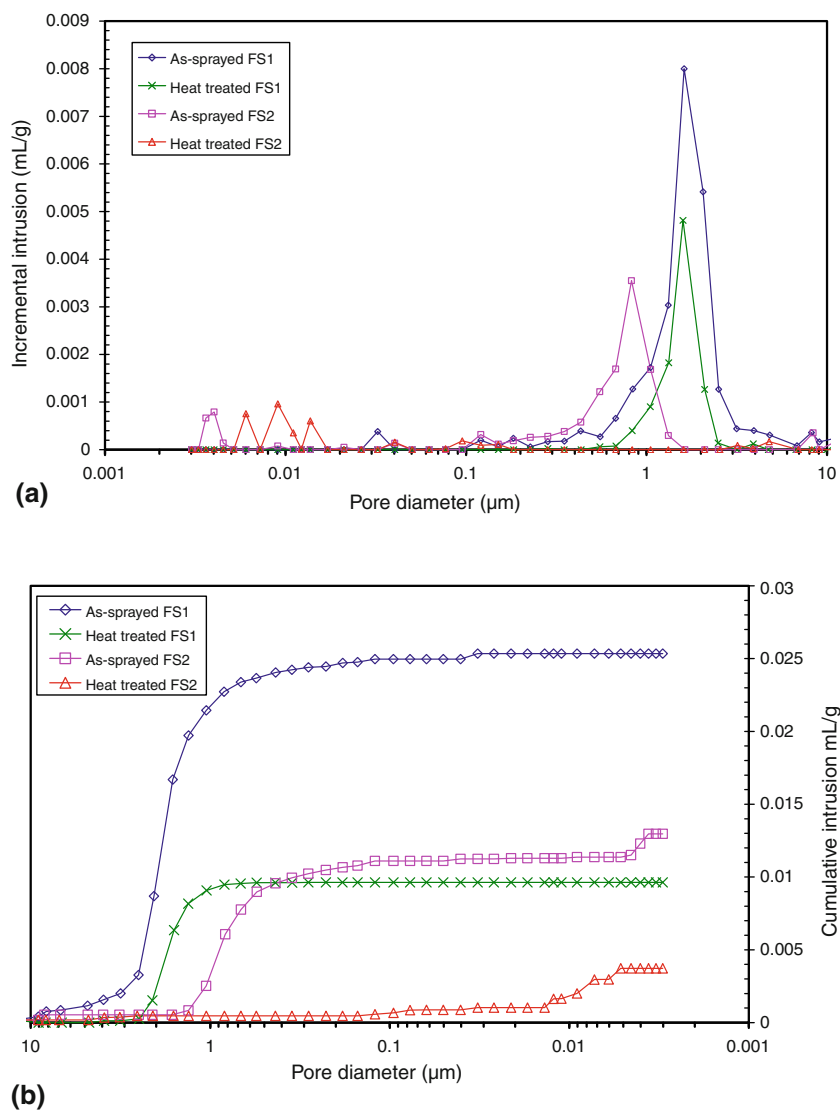 0.009
0.008
0.007
0.006
0.005
0.004
0.003
0.002
0.001
0
Incremental intrusion (mL/g)
As-sprayed FS1
Heat treated FS1
As-sprayed FS2
Heat treated FS2
0.001 0.01 0.1 1 10
Pore diameter (µm)
(a)
As-sprayed FS1
Heat treated FS1
As-sprayed FS2
Heat treated FS2
0.03
0.025
0.02
0.015
0.01
0.005
0
Cumulative intrusion mL/g
10 1 0.1 0.01 0.001
Pore diameter (µm)
(b)